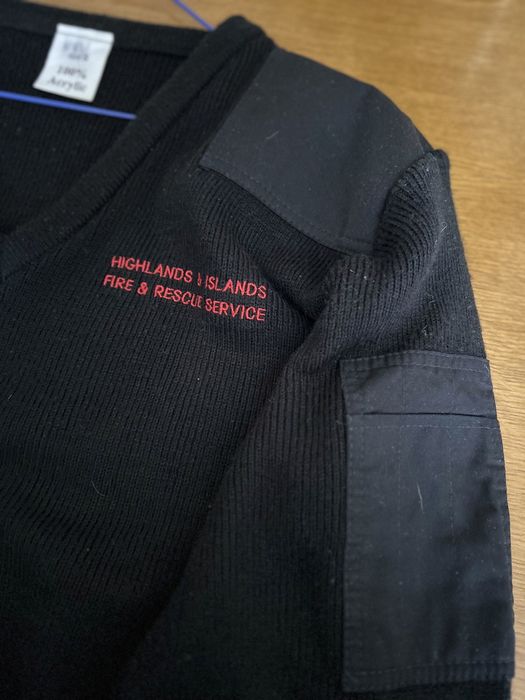 100%
Acrylic
HIGHLANDS & ISLANDS
FIRE & RESCUE SERVICE